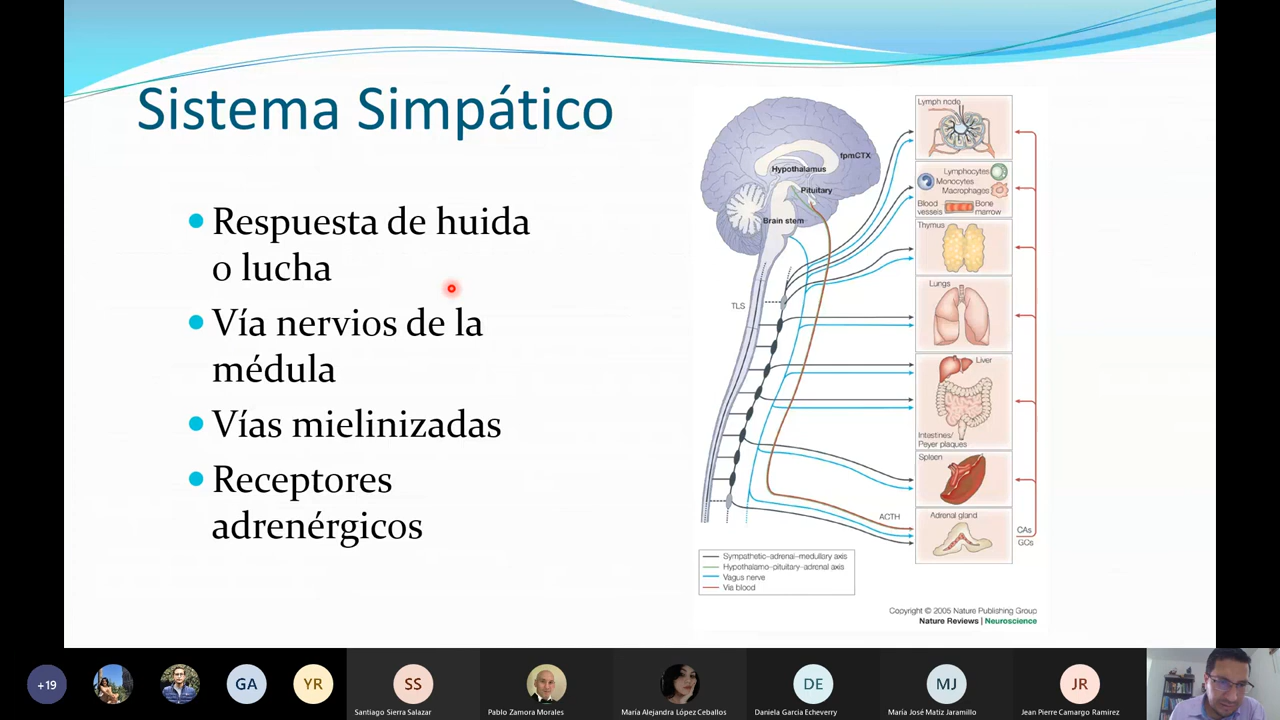 Sistema Simpático
Respuesta de huida
o lucha
Vía nervios de la
médula
Vías mielinizadas
Receptores
adrenérgicos
fpmCTX
Hypothalamus
Pituitary
Brain stem
TLS
ACTH
Lymph node
Lymphocytes
Monocytes
Macrophages
Blood
vessels
Bone
marrow
Thymus
Lungs
Liver
Intestines/
Peyer plaques
Spleen
Adrenal gland
CAs
GCs
Sympathetic-adrenal-medullary axis
Hypothalamo-pituitary-adrenal axis
Vagus nerve
Via blood
Copyright © 2005 Nature Publishing Group
Nature Reviews | Neuroscience
+19
GA
YR
SS
Santiago Sierra Salazar
Pablo Zamora Morales
María Alejandra López Ceballos
DE
Daniela Garcia Echeverry
MJ
María José Matiz Jaramillo
JR
Jean Pierre Camargo Ramirez